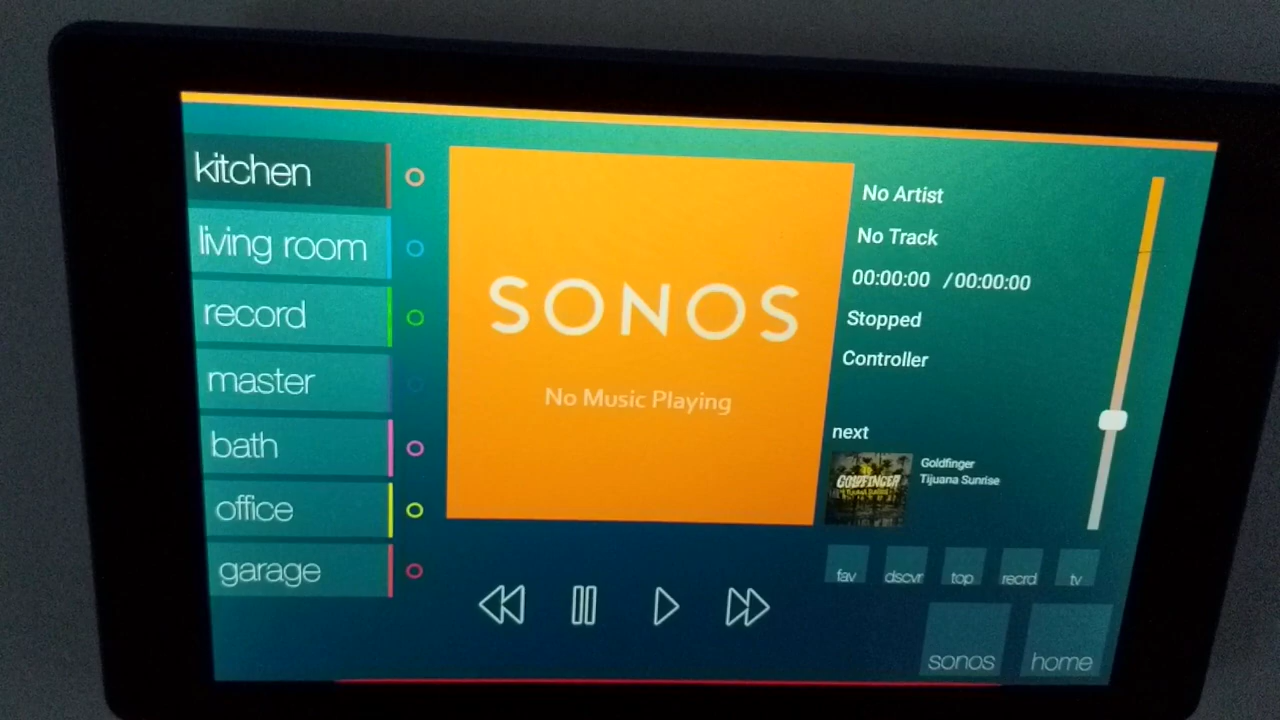 kitchen
living room
record
master
bath
office
garage
SONOS
No Music Playing
No Artist
No Track
00:00:00 /00:00:00
Stopped
Controller
next
GOLDFINGER
Goldfinger
Tijuana Sunrise
fav
dscvr
top
recrd
tv
sonos
home